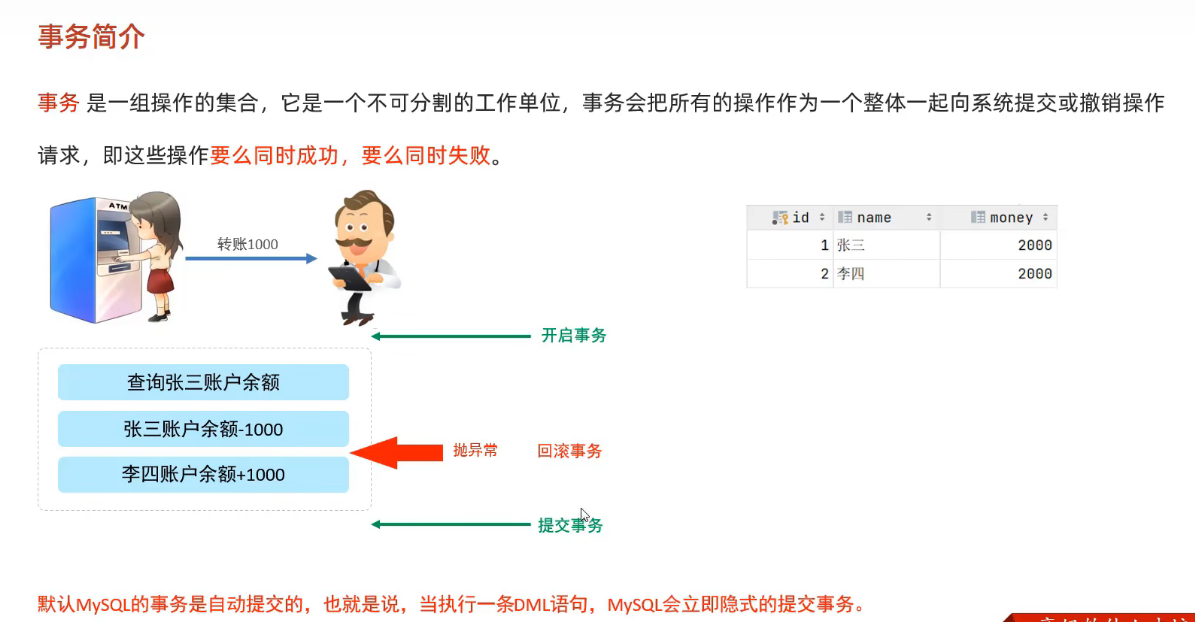 事务简介
事务 是一组操作的集合，它是一个不可分割的工作单位，事务会把所有的操作作为一个整体一起向系统提交或撤销操作
请求，即这些操作要么同时成功，要么同时失败。
ATM
转账1000
id name money
1 张三 2000
2 李四 2000
开启事务
查询张三账户余额
张三账户余额-1000
抛异常 回滚事务
李四账户余额+1000
提交事务
默认MySQL的事务是自动提交的，也就是说，当执行一条DML语句，MySQL会立即隐式的提交事务。